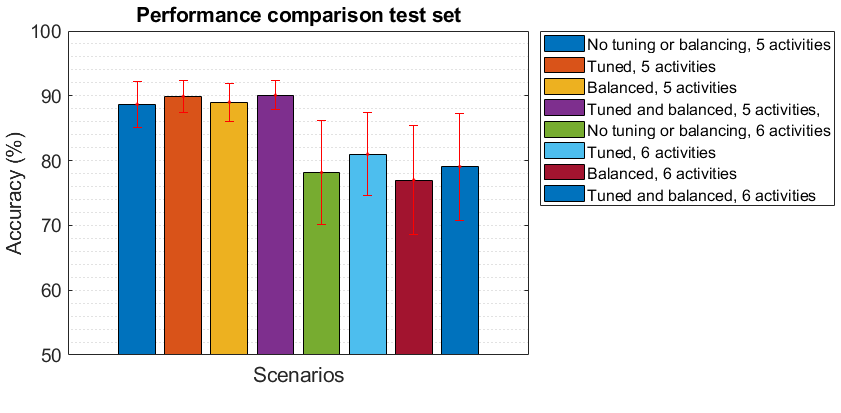 Performance comparison test set
100
90
80
70
60
50
Accuracy (%)
Scenarios
No tuning or balancing, 5 activities
Tuned, 5 activities
Balanced, 5 activities
Tuned and balanced, 5 activities,
No tuning or balancing, 6 activities
Tuned, 6 activities
Balanced, 6 activities
Tuned and balanced, 6 activities